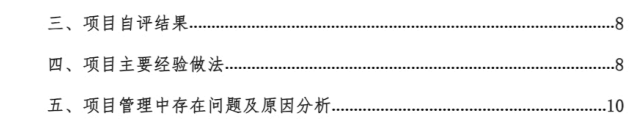 三、项目自评结果........................................................................................8
四、项目主要经验做法................................................................................8
五、项目管理中存在问题及原因分析.........................................................10